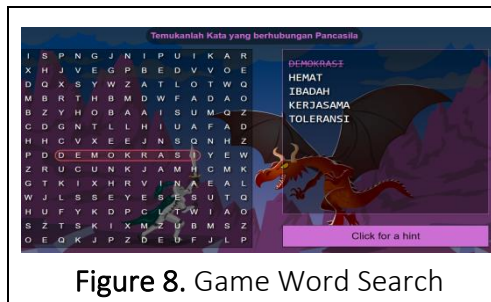 Temukanlah Kata yang berhubungan Pancasila
I S P N G J N I P U I K A R
X H J V E G P B E D V V O E
D Q X S Y W Z A T L O T W Q
M B R T H B M D W F A D A O
B Z Y H O B A A I S U M Q Z
C D G N T L L H I U A F A D
H H C V X E E J N S Q N H Z
P D D E M O K R A S I Y E W
Z R U C U N K J A M H C M K
G T K I X H R V I N A E A L
W J L S S E Y E S E S U T Q
H U F Y K D P C L T W I A O
S Z T S K I X M Z U B M S Z
O E Q K J P Z D E U F J L P
DEMOKRASI
HEMAT
IBADAH
KERJASAMA
TOLERANSI
Click for a hint
Figure 8. Game Word Search